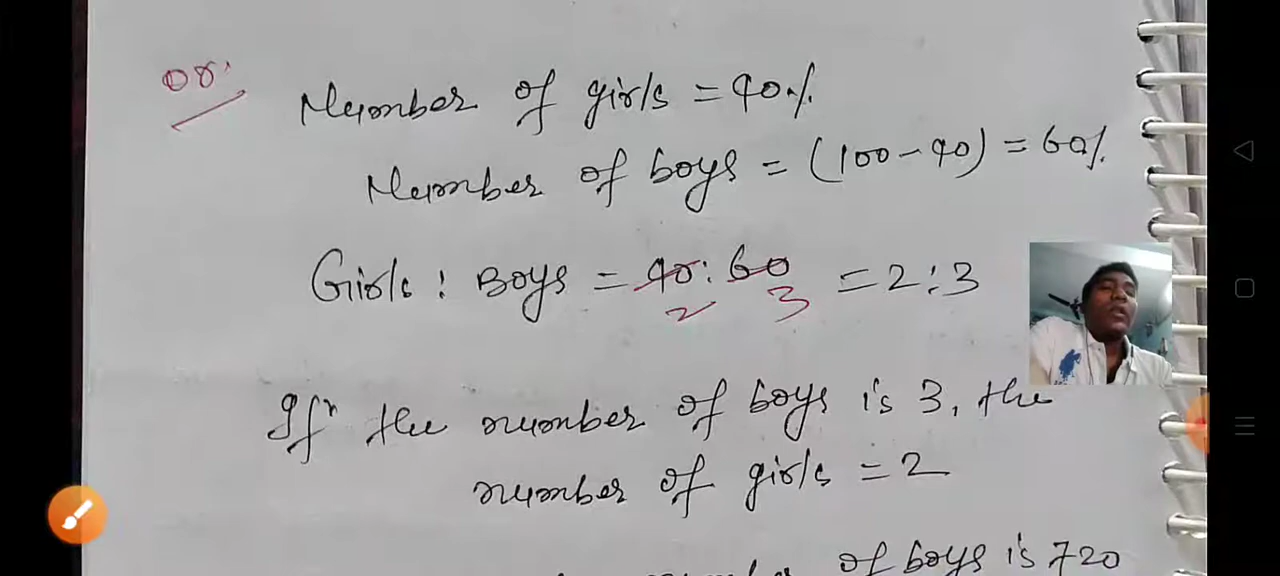 or.
Number of girls = 40%
Number of boys = (100-40) = 60%
Girls : Boys = 40 : 60 = 2:3
2 3
If the number of boys is 3, the
number of girls = 2
of boys is 720